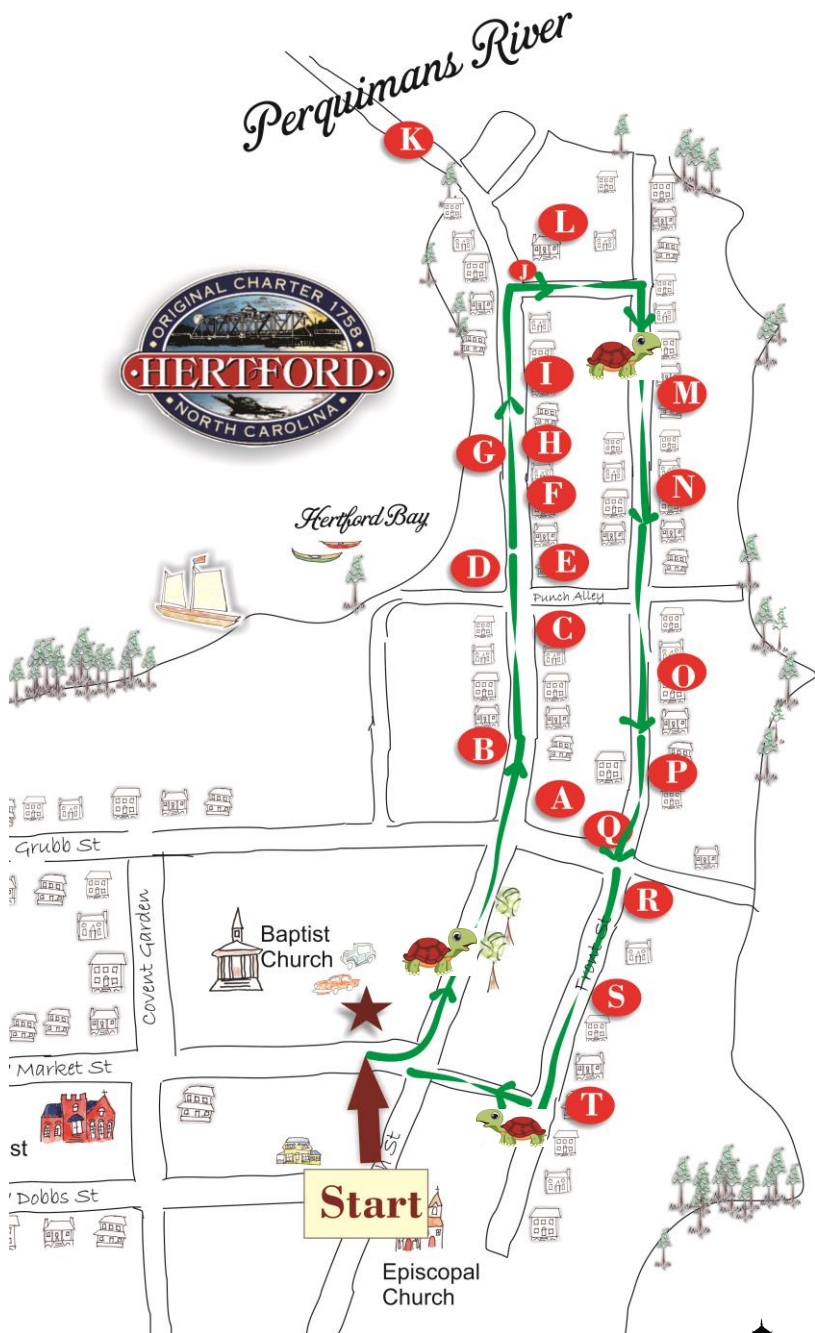 Perquimans River
K
L
J
ORIGINAL CHARTER 1758
·HERTFORD·
NORTH CAROLINA
I
M
G
H
F
N
Hertford Bay
D
E
Punch Alley
C
O
B
P
A
Q
Grubb St
R
Baptist
Church
Covent Garden
Front St
S
Market St
T
st
St
Dobbs St
Start
Episcopal
Church